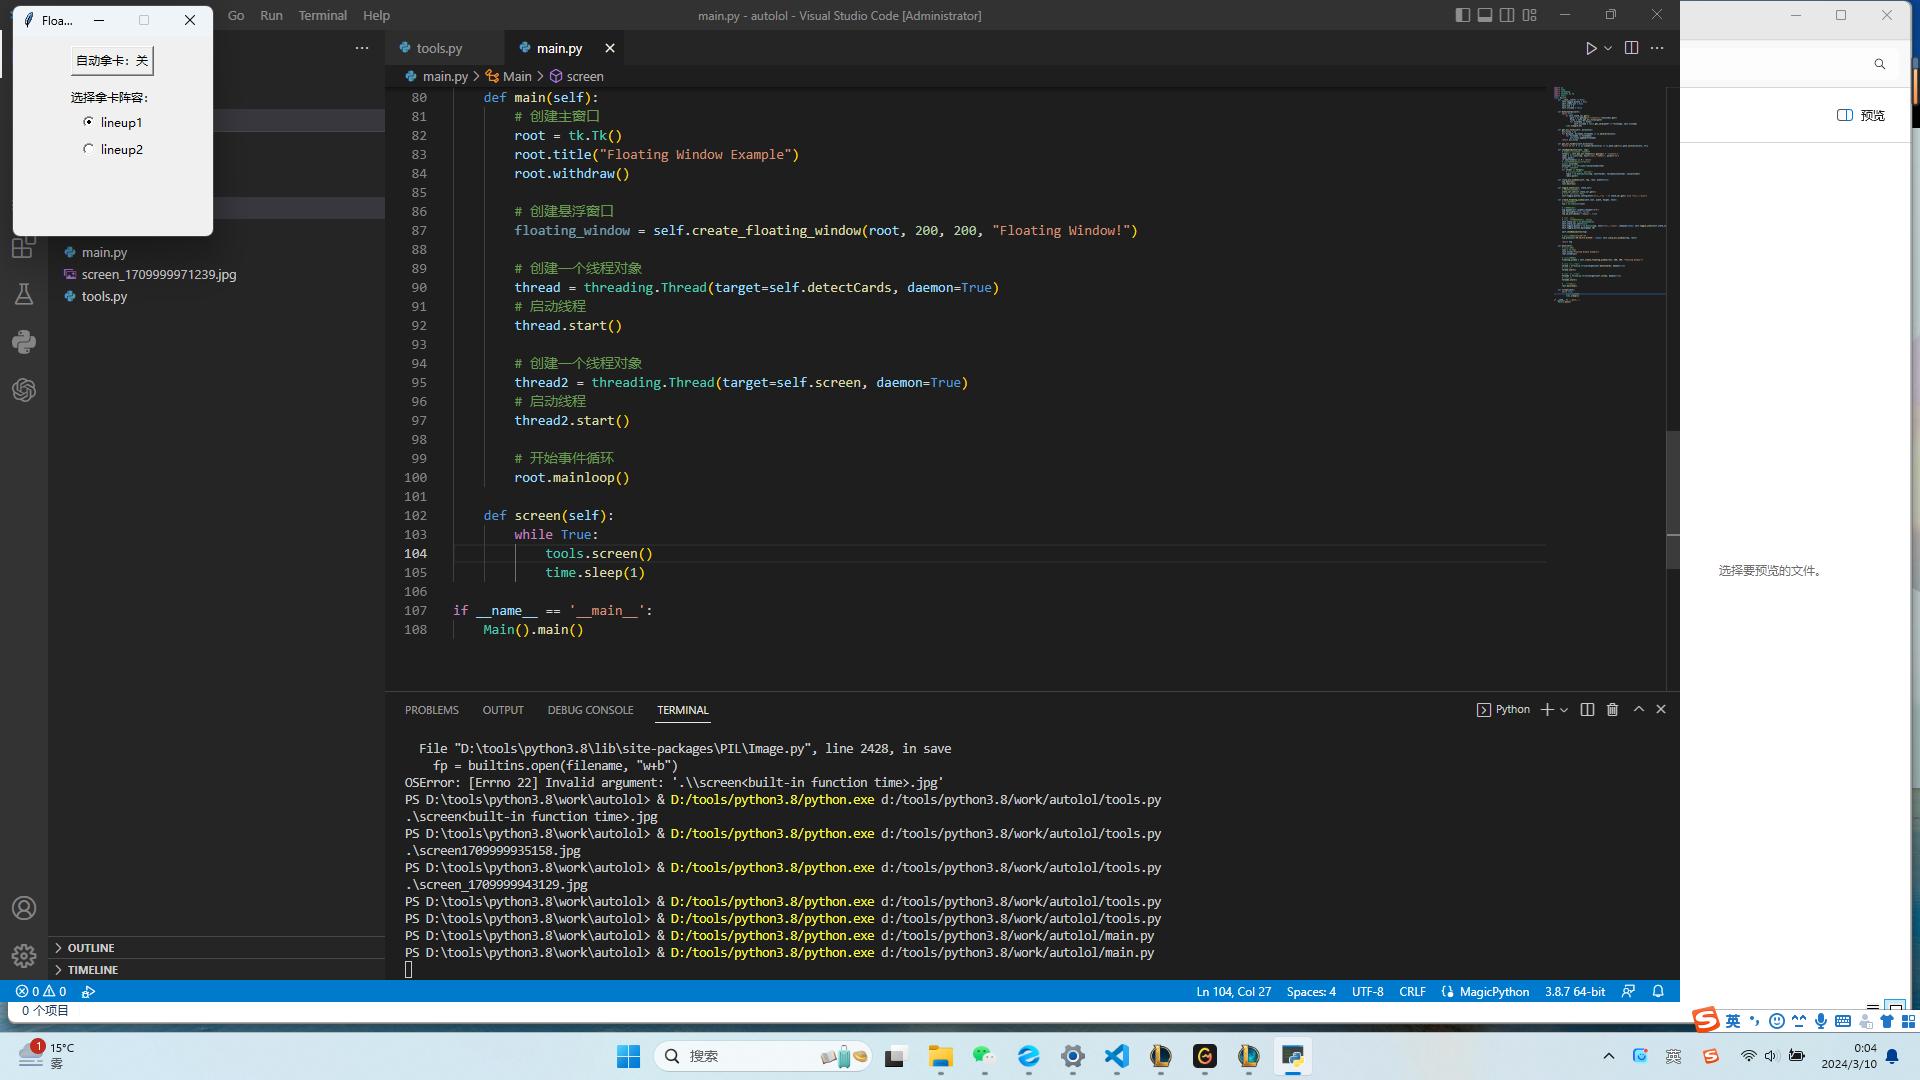 Floa...
自动拿卡：关
选择拿卡阵容：
lineup1
lineup2
Go Run Terminal Help
main.py - autolol - Visual Studio Code [Administrator]
main.py
screen_1709999971239.jpg
tools.py
tools.py
main.py
main.py > Main > screen
80 def main(self):
81 # 创建主窗口
82 root = tk.Tk()
83 root.title("Floating Window Example")
84 root.withdraw()
85
86 # 创建悬浮窗口
87 floating_window = self.create_floating_window(root, 200, 200, "Floating Window!")
88
89 # 创建一个线程对象
90 thread = threading.Thread(target=self.detectCards, daemon=True)
91 # 启动线程
92 thread.start()
93
94 # 创建一个线程对象
95 thread2 = threading.Thread(target=self.screen, daemon=True)
96 # 启动线程
97 thread2.start()
98
99 # 开始事件循环
100 root.mainloop()
101
102 def screen(self):
103 while True:
104 tools.screen()
105 time.sleep(1)
106
107 if __name__ == '__main__':
108 Main().main()
PROBLEMS OUTPUT DEBUG CONSOLE TERMINAL
Python
File "D:\tools\python3.8\lib\site-packages\PIL\Image.py", line 2428, in save
fp = builtins.open(filename, "w+b")
OSError: [Errno 22] Invalid argument: '.\\screen<built-in function time>.jpg'
PS D:\tools\python3.8\work\autolol> & D:/tools/python3.8/python.exe d:/tools/python3.8/work/autolol/tools.py
.\screen<built-in function time>.jpg
PS D:\tools\python3.8\work\autolol> & D:/tools/python3.8/python.exe d:/tools/python3.8/work/autolol/tools.py
.\screen1709999935158.jpg
PS D:\tools\python3.8\work\autolol> & D:/tools/python3.8/python.exe d:/tools/python3.8/work/autolol/tools.py
.\screen_1709999943129.jpg
PS D:\tools\python3.8\work\autolol> & D:/tools/python3.8/python.exe d:/tools/python3.8/work/autolol/tools.py
PS D:\tools\python3.8\work\autolol> & D:/tools/python3.8/python.exe d:/tools/python3.8/work/autolol/tools.py
PS D:\tools\python3.8\work\autolol> & D:/tools/python3.8/python.exe d:/tools/python3.8/work/autolol/main.py
PS D:\tools\python3.8\work\autolol> & D:/tools/python3.8/python.exe d:/tools/python3.8/work/autolol/main.py
OUTLINE
TIMELINE
0 0
Ln 104, Col 27 Spaces: 4 UTF-8 CRLF MagicPython 3.8.7 64-bit
预览
选择要预览的文件。
0 个项目
英
1
15°C
雾
搜索
英
0:04
2024/3/10